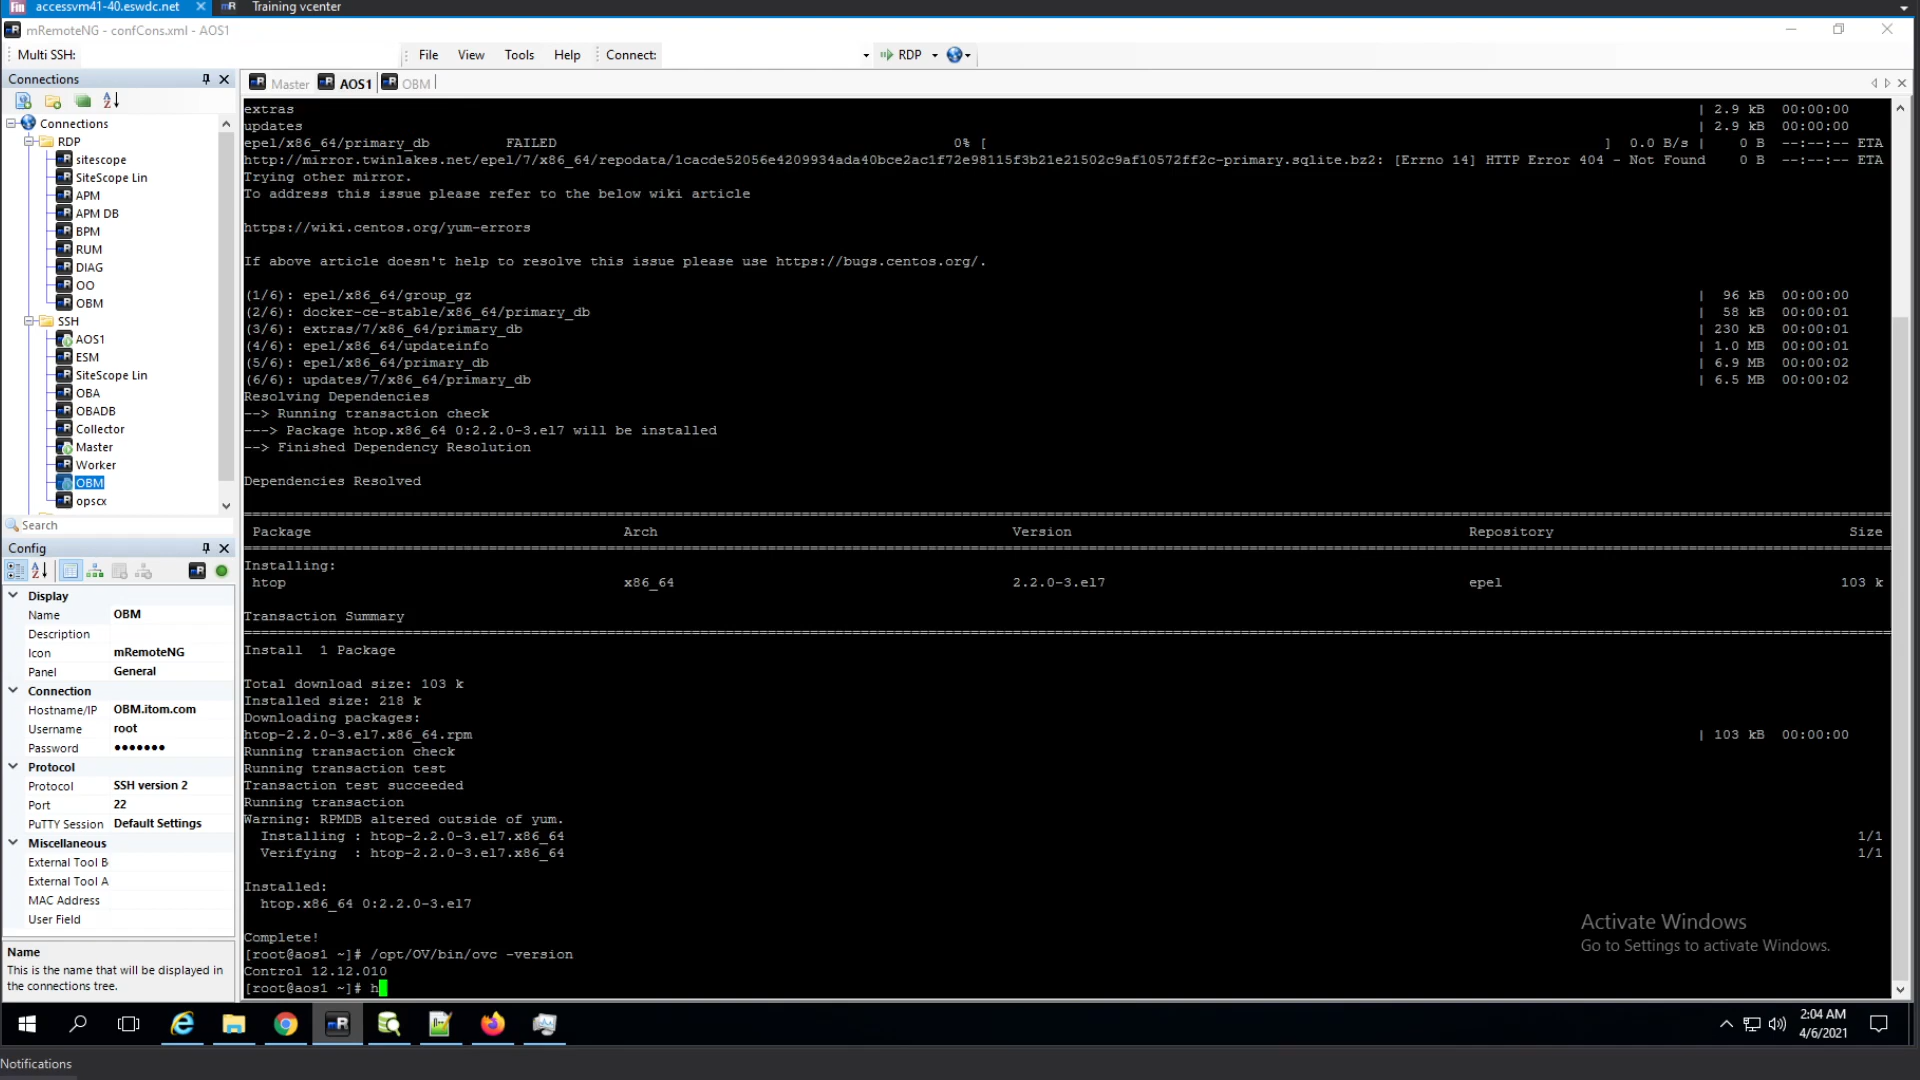 Fin accessvm41-40.eswdc.net Training vcenter
mRemoteNG - confCons.xml - AOS1
Multi SSH: File View Tools Help Connect: RDP
Connections
Master AOS1 OBM
Connections
RDP
sitescope
SiteScope Lin
APM
APM DB
BPM
RUM
DIAG
OO
OBM
SSH
AOS1
ESM
SiteScope Lin
OBA
OBADB
Collector
Master
Worker
OBM
opscx
Search
Config
Display
Name OBM
Description
Icon mRemoteNG
Panel General
Connection
Hostname/IP OBM.itom.com
Username root
Password •••••••
Protocol
Protocol SSH version 2
Port 22
PuTTY Session Default Settings
Miscellaneous
External Tool B
External Tool A
MAC Address
User Field
Name
This is the name that will be displayed in
the connections tree.
extras | 2.9 kB 00:00:00
updates | 2.9 kB 00:00:00
epel/x86_64/primary_db FAILED 0% [ ] 0.0 B/s | 0 B --:--:-- ETA
http://mirror.twinlakes.net/epel/7/x86_64/repodata/1cacde52056e4209934ada40bce2ac1f72e98115f3b21e21502c9af10572ff2c-primary.sqlite.bz2: [Errno 14] HTTP Error 404 - Not Found 0 B --:--:-- ETA
Trying other mirror.
To address this issue please refer to the below wiki article
https://wiki.centos.org/yum-errors
If above article doesn't help to resolve this issue please use https://bugs.centos.org/.
(1/6): epel/x86_64/group_gz | 96 kB 00:00:00
(2/6): docker-ce-stable/x86_64/primary_db | 58 kB 00:00:01
(3/6): extras/7/x86_64/primary_db | 230 kB 00:00:01
(4/6): epel/x86_64/updateinfo | 1.0 MB 00:00:01
(5/6): epel/x86_64/primary_db | 6.9 MB 00:00:02
(6/6): updates/7/x86_64/primary_db | 6.5 MB 00:00:02
Resolving Dependencies
--> Running transaction check
---> Package htop.x86_64 0:2.2.0-3.el7 will be installed
--> Finished Dependency Resolution
Dependencies Resolved
Package Arch Version Repository Size
Installing:
htop x86_64 2.2.0-3.el7 epel 103 k
Transaction Summary
Install 1 Package
Total download size: 103 k
Installed size: 218 k
Downloading packages:
htop-2.2.0-3.el7.x86_64.rpm | 103 kB 00:00:00
Running transaction check
Running transaction test
Transaction test succeeded
Running transaction
Warning: RPMDB altered outside of yum.
Installing : htop-2.2.0-3.el7.x86_64 1/1
Verifying : htop-2.2.0-3.el7.x86_64 1/1
Installed:
htop.x86_64 0:2.2.0-3.el7
Complete!
[root@aos1 ~]# /opt/OV/bin/ovc -version
Control 12.12.010
[root@aos1 ~]# h
Activate Windows
Go to Settings to activate Windows.
2:04 AM
4/6/2021
Notifications